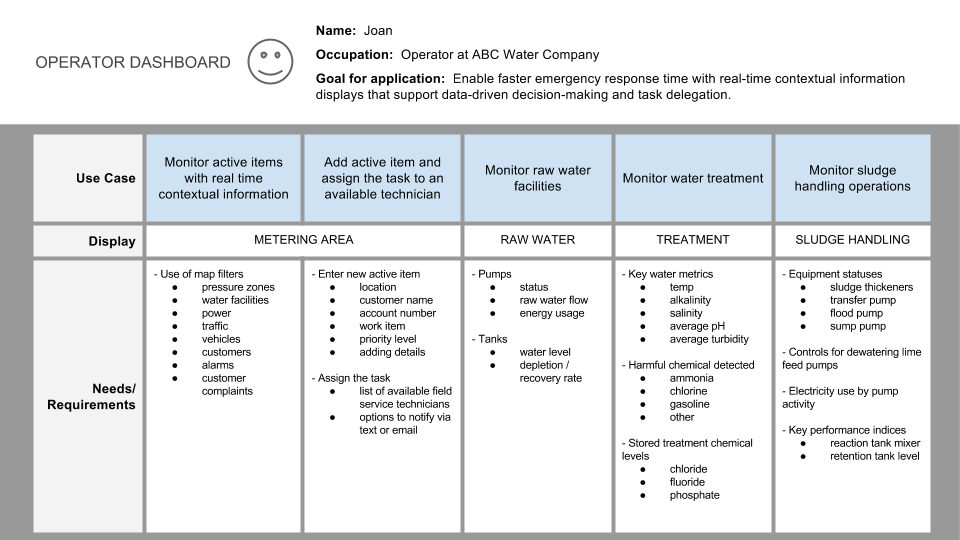 OPERATOR DASHBOARD
Name: Joan
Occupation: Operator at ABC Water Company
Goal for application: Enable faster emergency response time with real-time contextual information
displays that support data-driven decision-making and task delegation.
Use Case
Monitor active items
with real time
contextual information
Add active item and
assign the task to an
available technician
Monitor raw water
facilities
Monitor water treatment
Monitor sludge
handling operations
Display
METERING AREA
RAW WATER
TREATMENT
SLUDGE HANDLING
Needs/
Requirements
- Use of map filters
● pressure zones
● water facilities
● power
● traffic
● vehicles
● customers
● alarms
● customer
complaints
- Enter new active item
● location
● customer name
● account number
● work item
● priority level
● adding details
- Assign the task
● list of available field
service technicians
● options to notify via
text or email
- Pumps
● status
● raw water flow
● energy usage
- Tanks
● water level
● depletion /
recovery rate
- Key water metrics
● temp
● alkalinity
● salinity
● average pH
● average turbidity
- Harmful chemical detected
● ammonia
● chlorine
● gasoline
● other
- Stored treatment chemical
levels
● chloride
● fluoride
● phosphate
- Equipment statuses
● sludge thickeners
● transfer pump
● flood pump
● sump pump
- Controls for dewatering lime
feed pumps
- Electricity use by pump
activity
- Key performance indices
● reaction tank mixer
● retention tank level